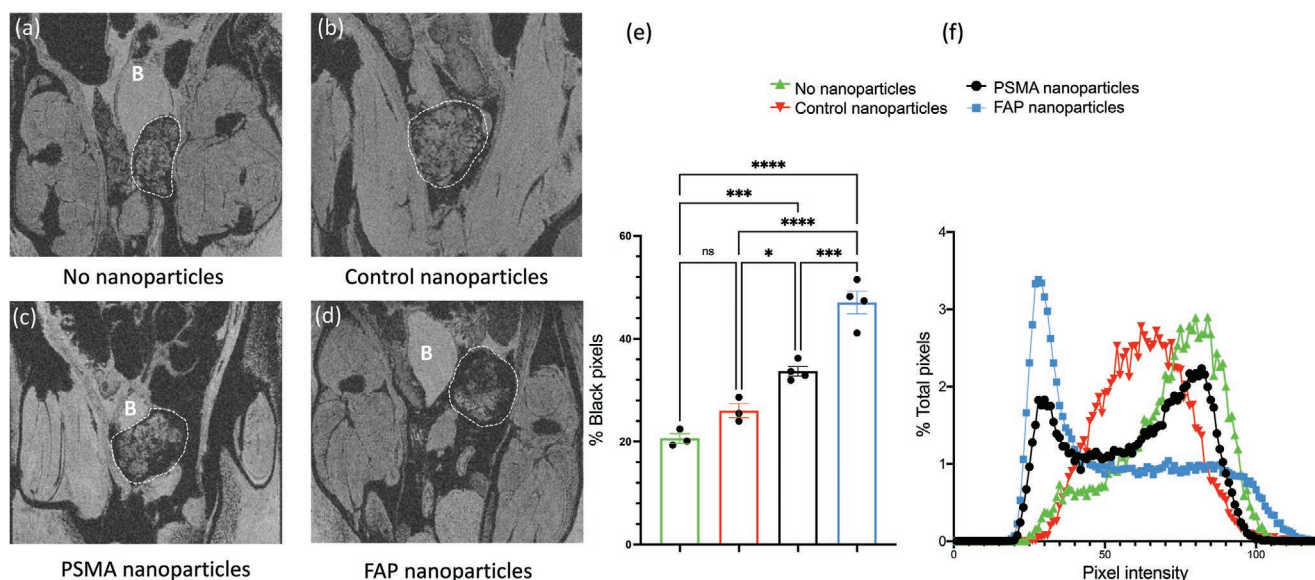 (a)
B
No nanoparticles
(b)
Control nanoparticles
(c)
B
PSMA nanoparticles
(d)
B
FAP nanoparticles
(e)
(f)
No nanoparticles
Control nanoparticles
PSMA nanoparticles
FAP nanoparticles
****
***
****
ns
*
***
% Black pixels
60
40
20
0
% Total pixels
4
3
2
1
0
0
50
100
Pixel intensity